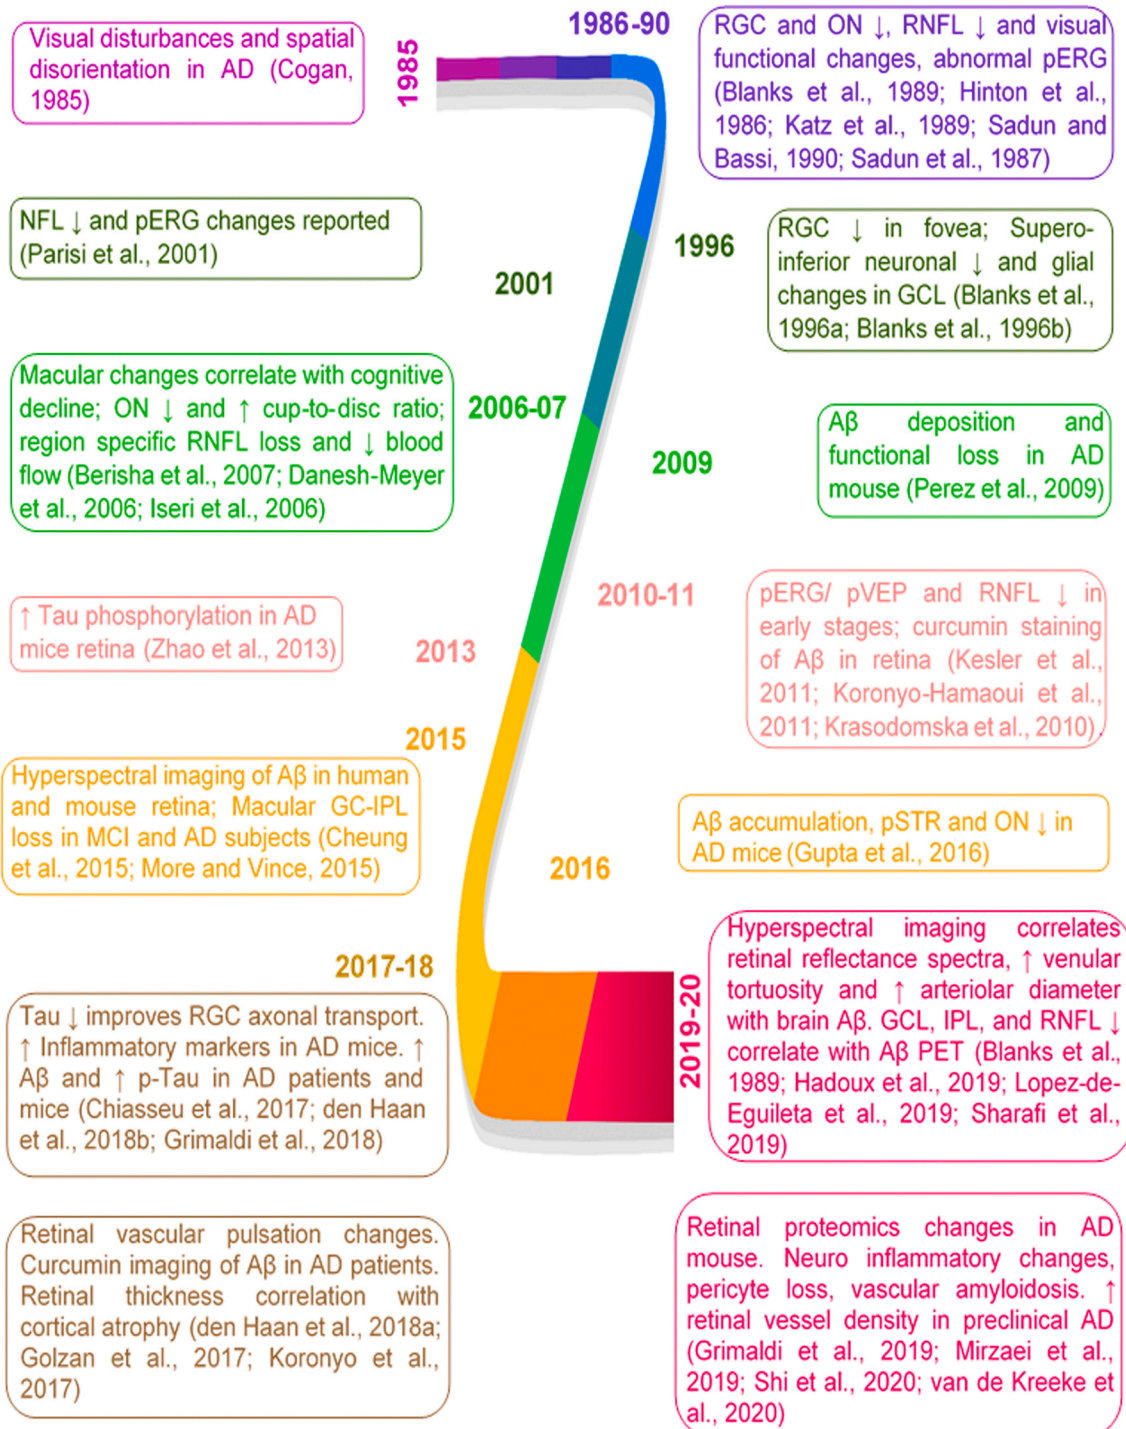 1985
Visual disturbances and spatial
disorientation in AD (Cogan,
1985)
1986-90
RGC and ON ↓, RNFL ↓ and visual
functional changes, abnormal pERG
(Blanks et al., 1989; Hinton et al.,
1986; Katz et al., 1989; Sadun and
Bassi, 1990; Sadun et al., 1987)
1996
RGC ↓ in fovea; Supero-
inferior neuronal ↓ and glial
changes in GCL (Blanks et al.,
1996a; Blanks et al., 1996b)
2001
NFL ↓ and pERG changes reported
(Parisi et al., 2001)
2006-07
Macular changes correlate with cognitive
decline; ON ↓ and ↑ cup-to-disc ratio;
region specific RNFL loss and ↓ blood
flow (Berisha et al., 2007; Danesh-Meyer
et al., 2006; Iseri et al., 2006)
2009
Aβ deposition and
functional loss in AD
mouse (Perez et al., 2009)
2010-11
pERG/ pVEP and RNFL ↓ in
early stages; curcumin staining
of Aβ in retina (Kesler et al.,
2011; Koronyo-Hamaoui et al.,
2011; Krasodomska et al., 2010).
2013
↑ Tau phosphorylation in AD
mice retina (Zhao et al., 2013)
2015
Hyperspectral imaging of Aβ in human
and mouse retina; Macular GC-IPL
loss in MCI and AD subjects (Cheung
et al., 2015; More and Vince, 2015)
2016
Aβ accumulation, pSTR and ON ↓ in
AD mice (Gupta et al., 2016)
2017-18
Tau ↓ improves RGC axonal transport.
↑ Inflammatory markers in AD mice. ↑
Aβ and ↑ p-Tau in AD patients and
mice (Chiasseu et al., 2017; den Haan
et al., 2018b; Grimaldi et al., 2018)
Retinal vascular pulsation changes.
Curcumin imaging of Aβ in AD patients.
Retinal thickness correlation with
cortical atrophy (den Haan et al., 2018a;
Golzan et al., 2017; Koronyo et al.,
2017)
2019-20
Hyperspectral imaging correlates
retinal reflectance spectra, ↑ venular
tortuosity and ↑ arteriolar diameter
with brain Aβ. GCL, IPL, and RNFL ↓
correlate with Aβ PET (Blanks et al.,
1989; Hadoux et al., 2019; Lopez-de-
Eguileta et al., 2019; Sharafi et al.,
2019)
Retinal proteomics changes in AD
mouse. Neuro inflammatory changes,
pericyte loss, vascular amyloidosis. ↑
retinal vessel density in preclinical AD
(Grimaldi et al., 2019; Mirzaei et al.,
2019; Shi et al., 2020; van de Kreeke et
al., 2020)